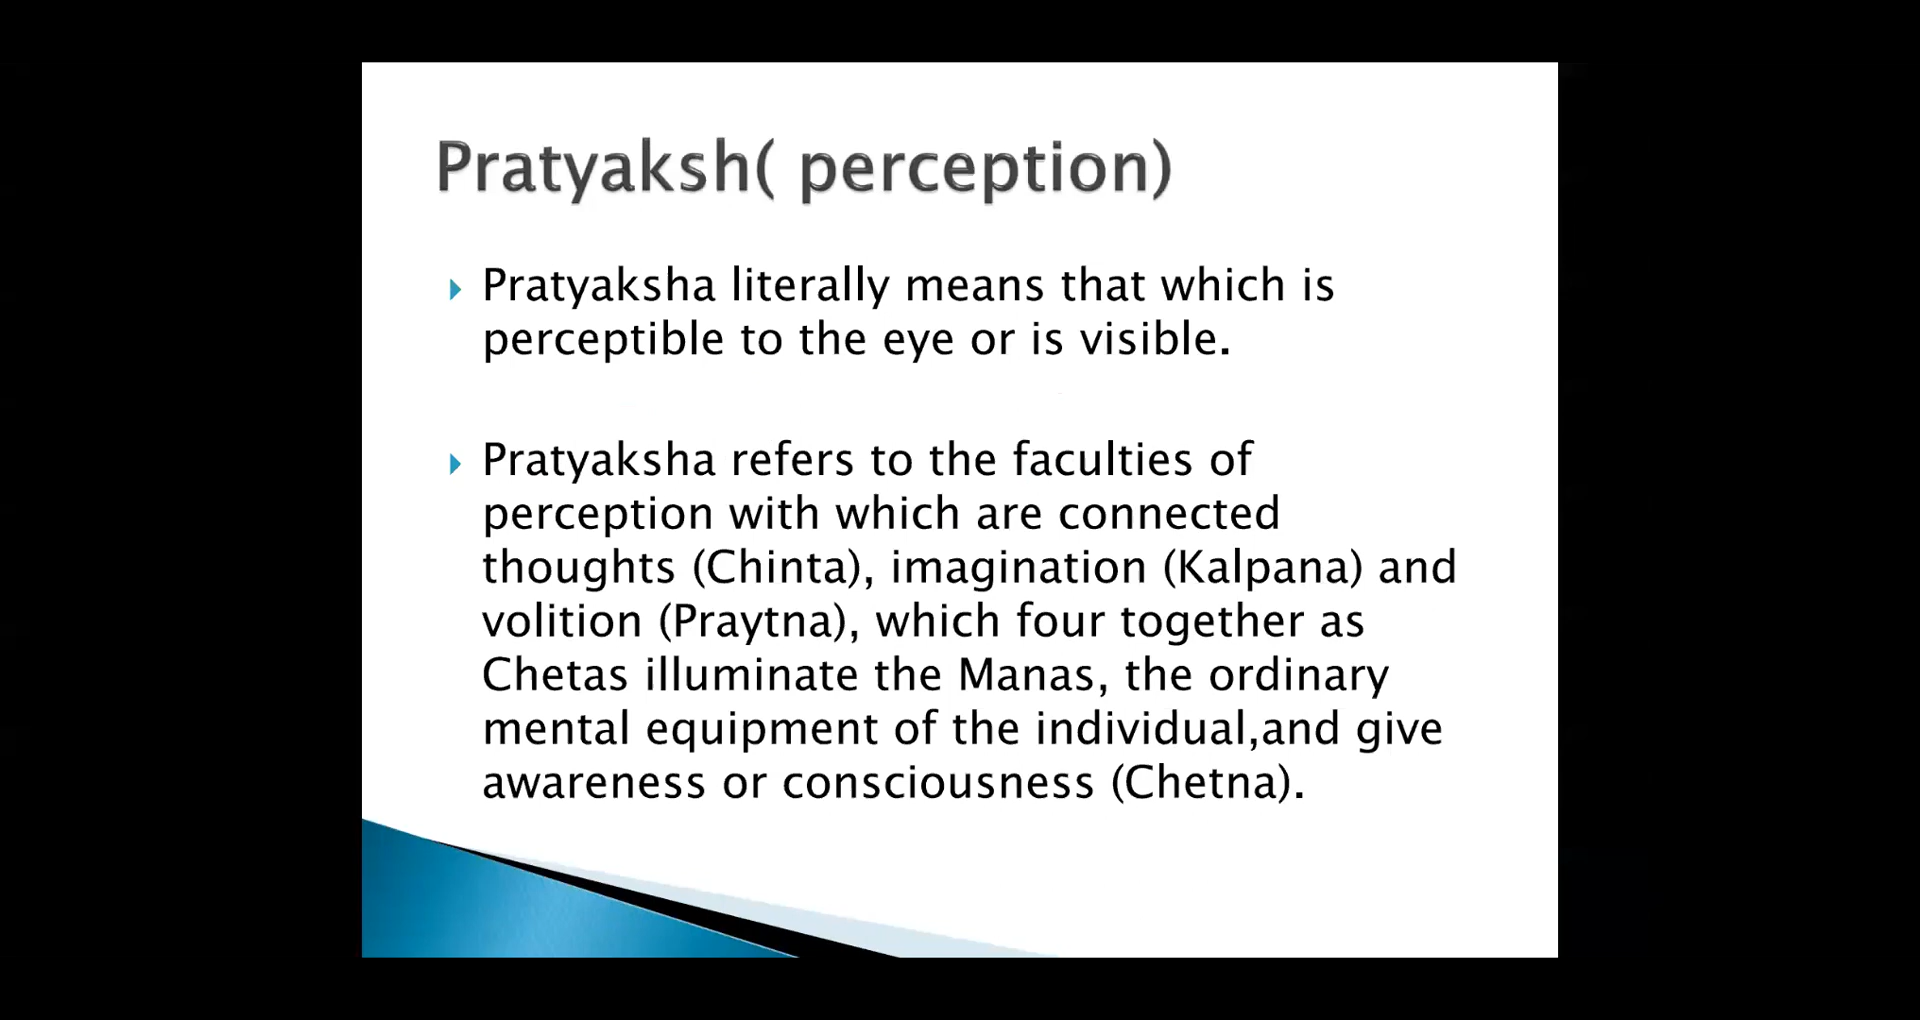 Pratyaksh( perception)
Pratyaksha literally means that which is
perceptible to the eye or is visible.
Pratyaksha refers to the faculties of
perception with which are connected
thoughts (Chinta), imagination (Kalpana) and
volition (Praytna), which four together as
Chetas illuminate the Manas, the ordinary
mental equipment of the individual,and give
awareness or consciousness (Chetna).